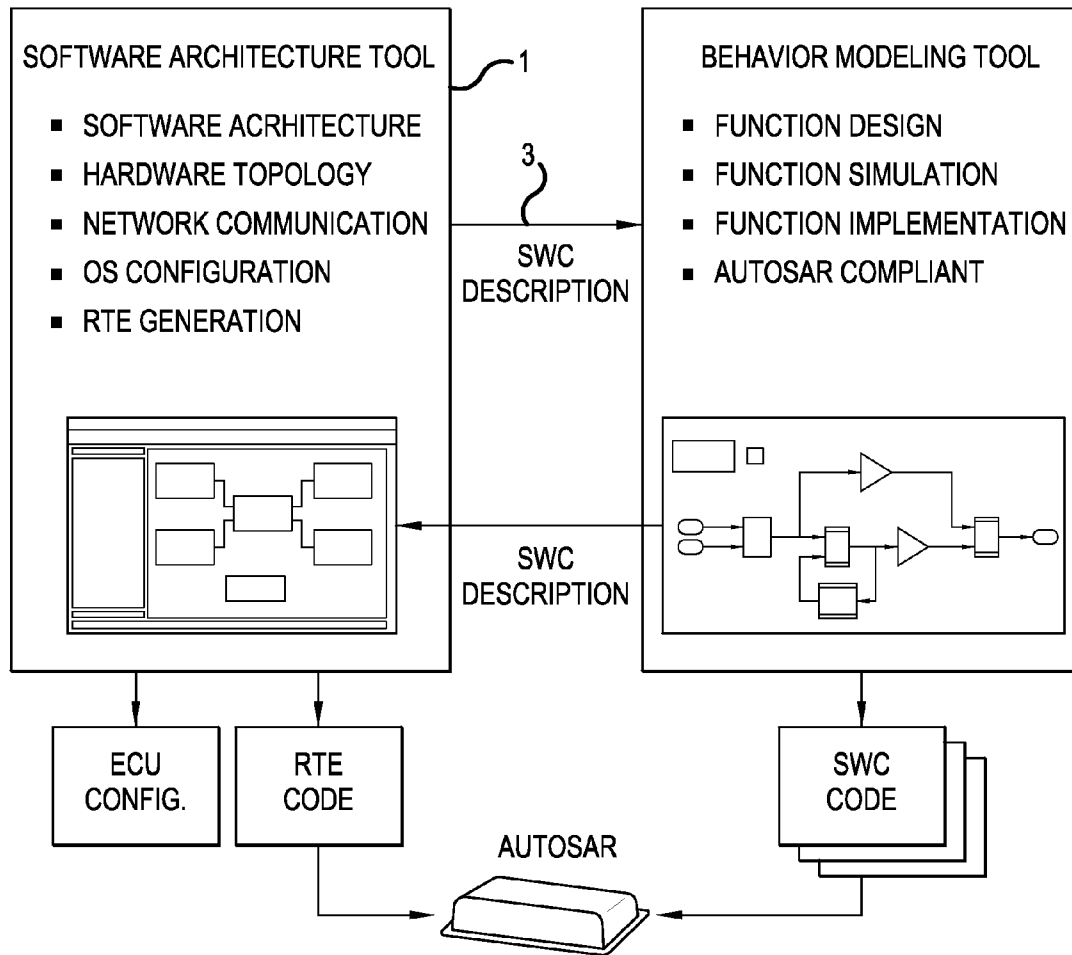 SOFTWARE ARCHITECTURE TOOL
■ SOFTWARE ACRHITECTURE
■ HARDWARE TOPOLOGY
■ NETWORK COMMUNICATION
■ OS CONFIGURATION
■ RTE GENERATION
1
3
SWC
DESCRIPTION
BEHAVIOR MODELING TOOL
■ FUNCTION DESIGN
■ FUNCTION SIMULATION
■ FUNCTION IMPLEMENTATION
■ AUTOSAR COMPLIANT
SWC
DESCRIPTION
ECU
CONFIG.
RTE
CODE
SWC
CODE
AUTOSAR